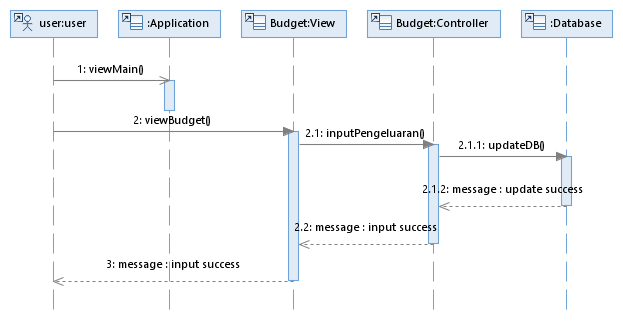 user:user
:Application
Budget:View
Budget:Controller
:Database
1: viewMain()
2: viewBudget()
2.1: inputPengeluaran()
2.1.1: updateDB()
2.1.2: message : update success
2.2: message : input success
3: message : input success